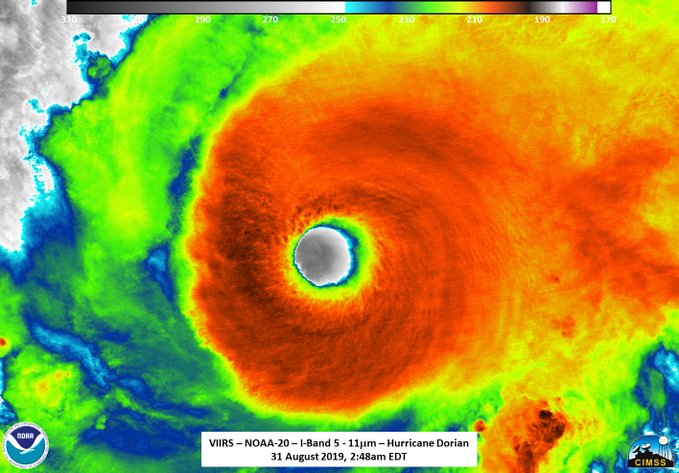 330 290 270 250 230 210 190 170
VIIRS – NOAA-20 – I-Band 5 - 11µm – Hurricane Dorian
31 August 2019, 2:48am EDT
NOAA
CIMSS